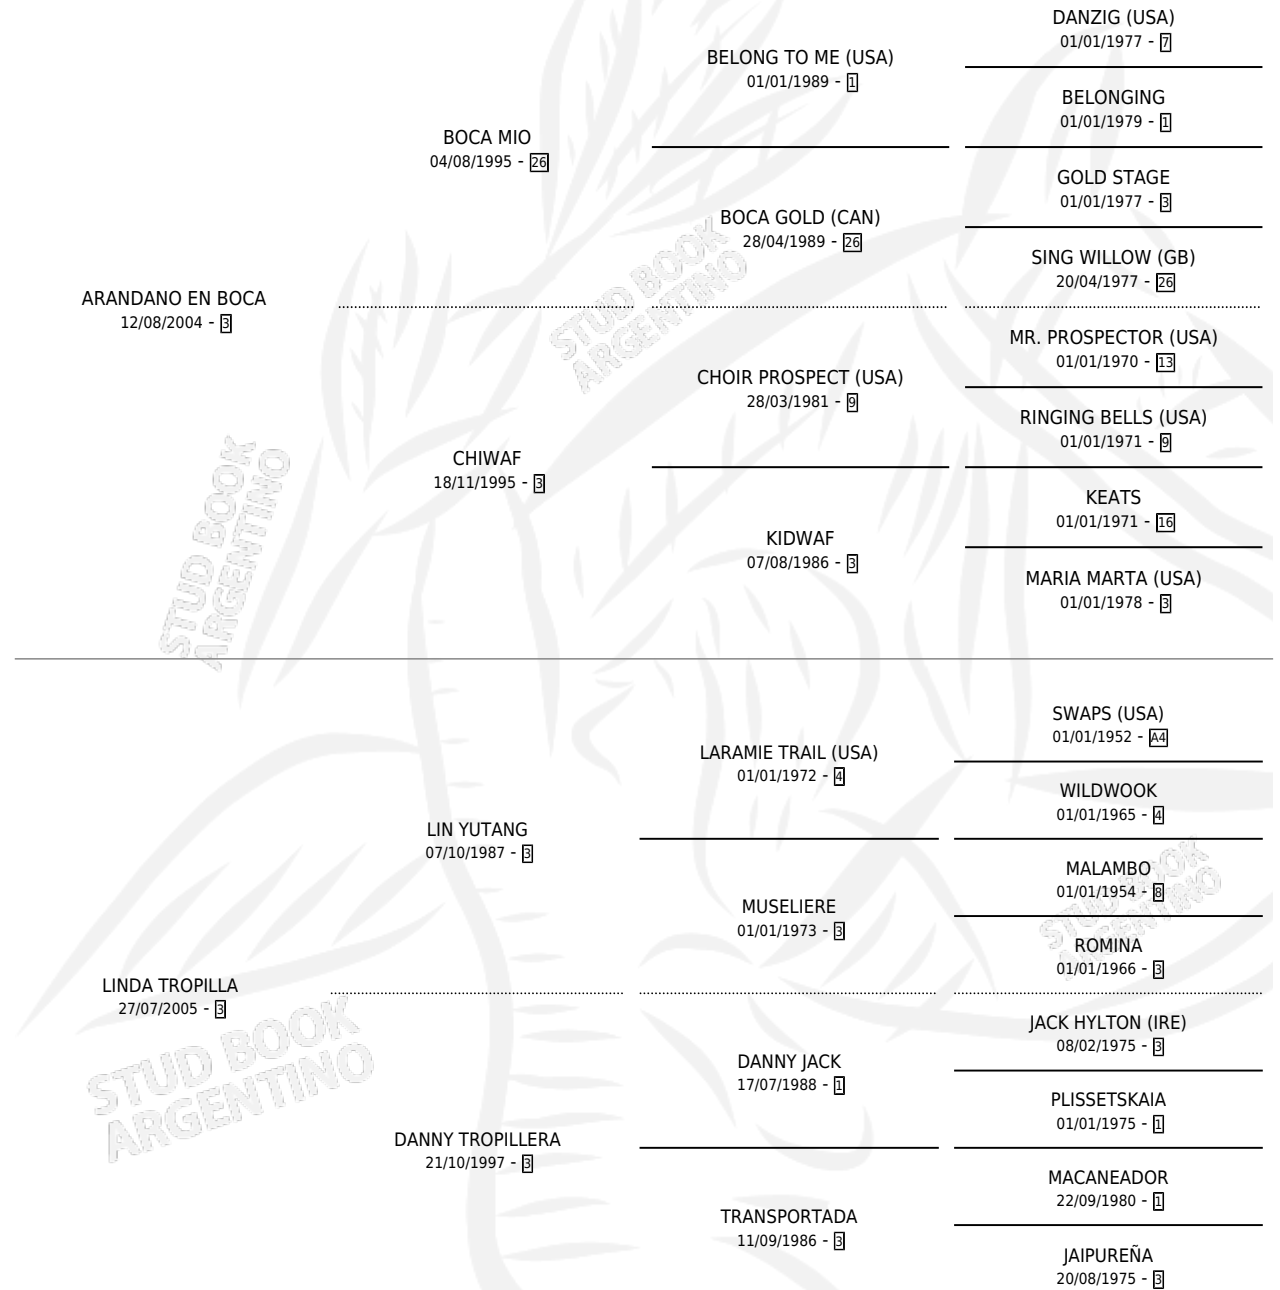 DANZIG (USA)
01/01/1977 - 7
BELONG TO ME (USA)
01/01/1989 - 1
BELONGING
01/01/1979 - 1
BOCA MIO
04/08/1995 - 26
GOLD STAGE
01/01/1977 - 3
BOCA GOLD (CAN)
28/04/1989 - 26
SING WILLOW (GB)
20/04/1977 - 26
ARANDANO EN BOCA
12/08/2004 - 3
MR. PROSPECTOR (USA)
01/01/1970 - 13
CHOIR PROSPECT (USA)
28/03/1981 - 9
RINGING BELLS (USA)
01/01/1971 - 9
CHIWAF
18/11/1995 - 3
KEATS
01/01/1971 - 16
KIDWAF
07/08/1986 - 3
MARIA MARTA (USA)
01/01/1978 - 3
SWAPS (USA)
01/01/1952 - A4
LARAMIE TRAIL (USA)
01/01/1972 - 4
WILDWOOK
01/01/1965 - 4
LIN YUTANG
07/10/1987 - 3
MALAMBO
01/01/1954 - 8
MUSELIERE
01/01/1973 - 3
ROMINA
01/01/1966 - 3
LINDA TROPILLA
27/07/2005 - 3
JACK HYLTON (IRE)
08/02/1975 - 3
DANNY JACK
17/07/1988 - 1
PLISSETSKAIA
01/01/1975 - 1
DANNY TROPILLERA
21/10/1997 - 3
MACANEADOR
22/09/1980 - 1
TRANSPORTADA
11/09/1986 - 3
JAIPUREÑA
20/08/1975 - 3
STUD BOOK
ARGENTINO
STUD BOOK
ARGENTINO
STUD BOOK
ARGENTINO
STUD BOOK
ARGENTINO